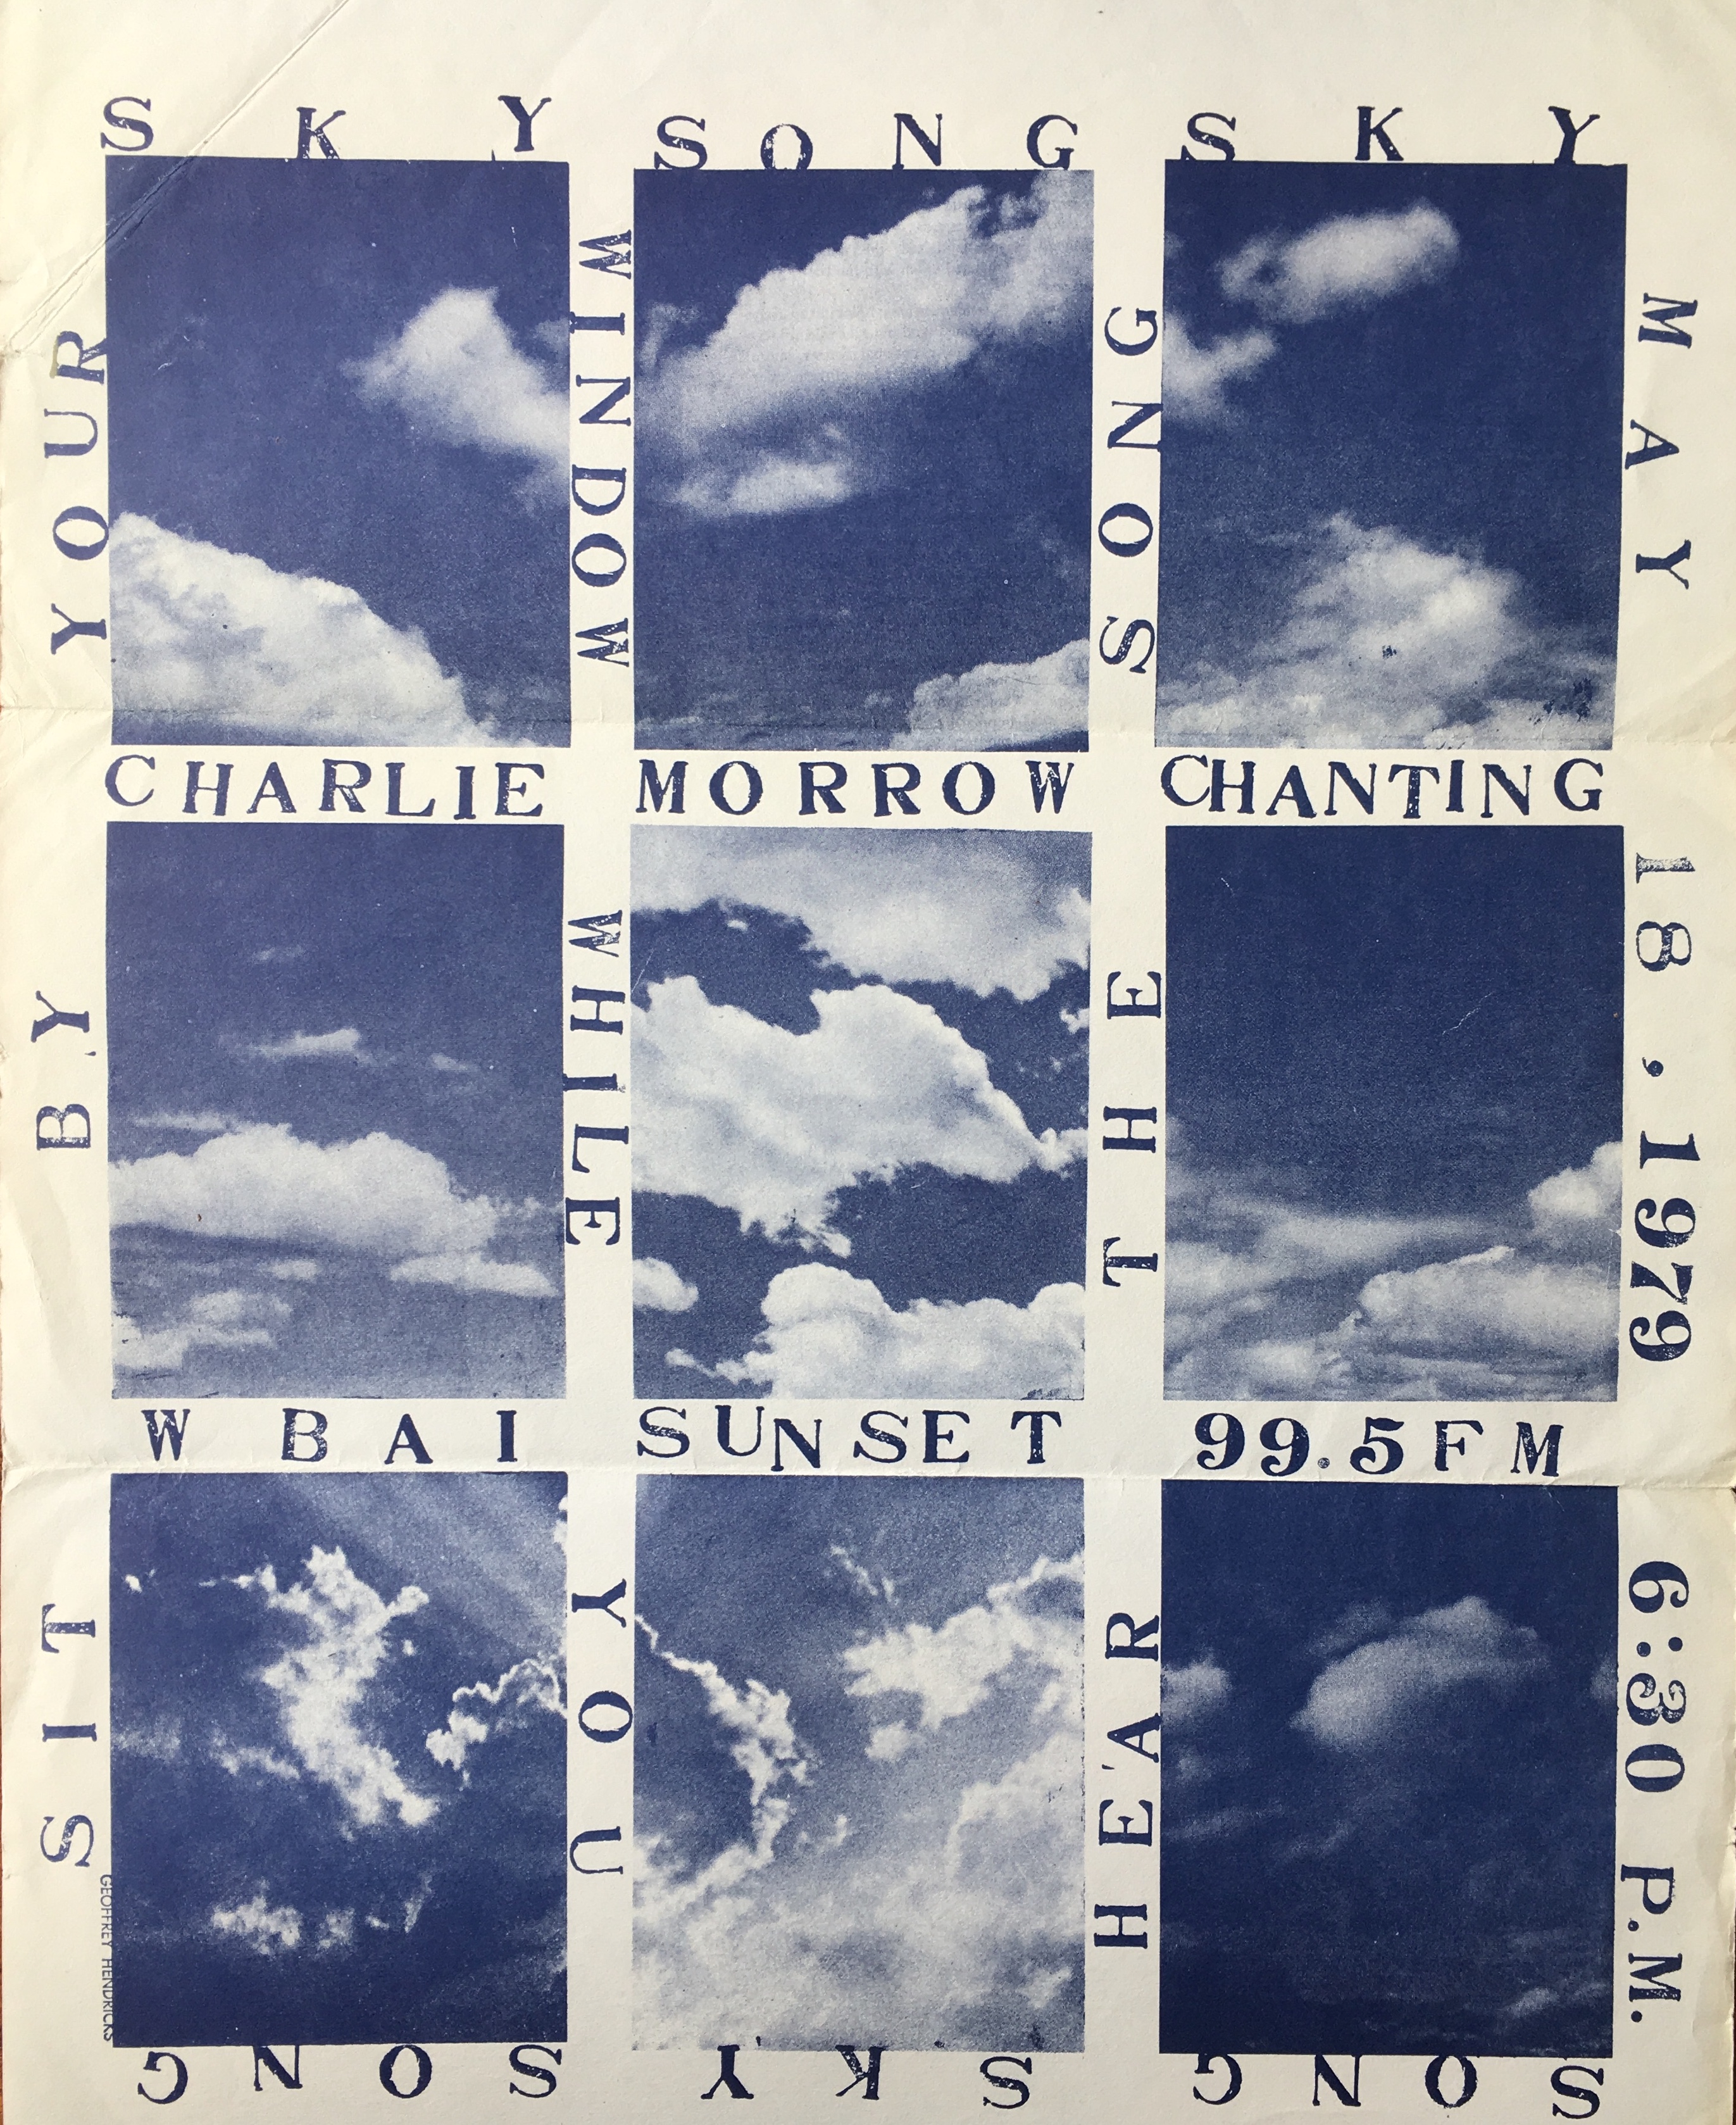 SKY SONG SKY
MAY 18, 1979 6:30 P.M.
SONG SKY SONG
SIT BY YOUR
WINDOW WHILE YOU
HEAR THE SONG
CHARLIE MORROW CHANTING
WBAI SUNSET 99.5FM
GEOFFREY HENDRICKS